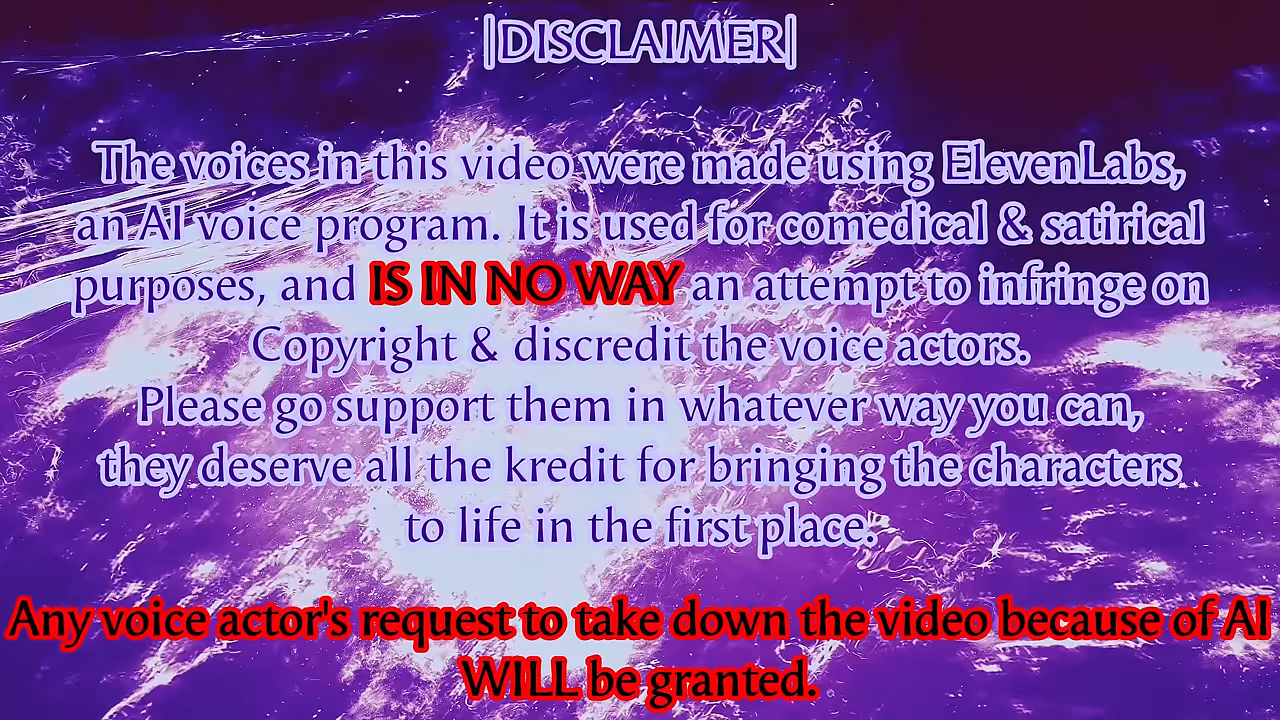 |DISCLAIMER|
The voices in this video were made using ElevenLabs,
an AI voice program. It is used for comedical & satirical
purposes, and IS IN NO WAY an attempt to infringe on
Copyright & discredit the voice actors.
Please go support them in whatever way you can,
they deserve all the kredit for bringing the characters
to life in the first place.
Any voice actor's request to take down the video because of AI
WILL be granted.